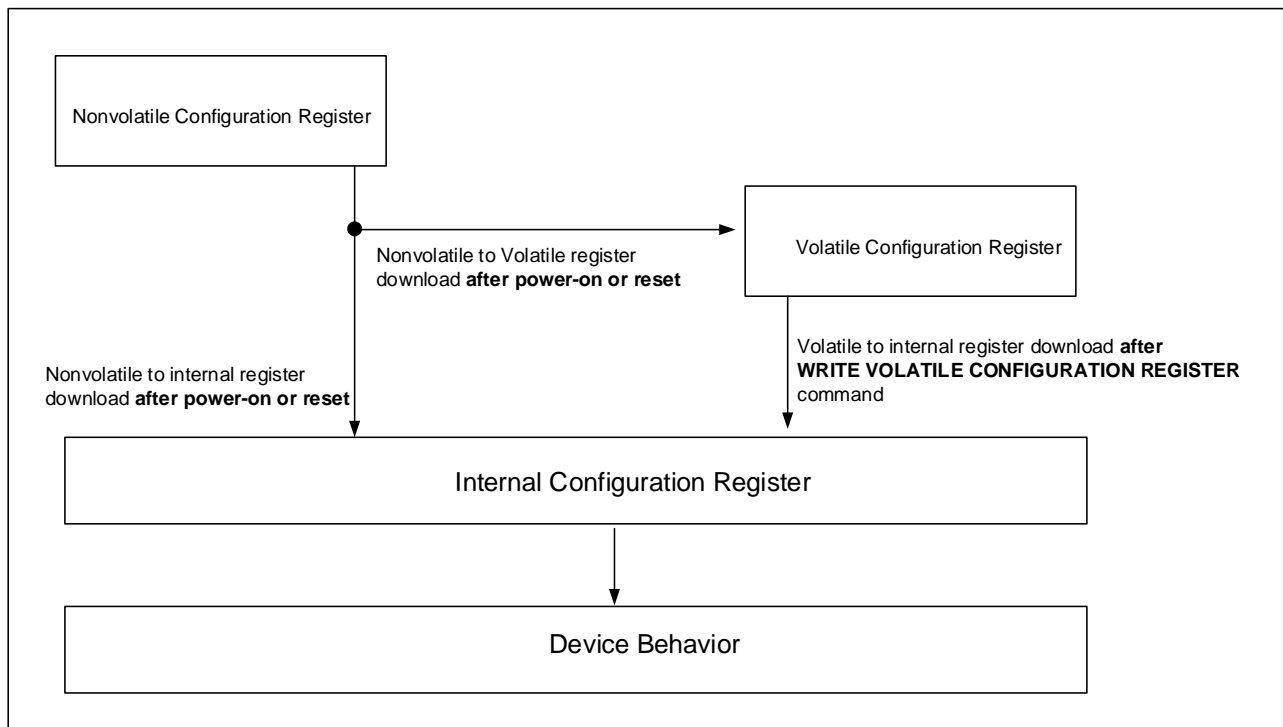 Nonvolatile Configuration Register
Volatile Configuration Register
Nonvolatile to Volatile register
download after power-on or reset
Volatile to internal register download after
WRITE VOLATILE CONFIGURATION REGISTER
command
Nonvolatile to internal register
download after power-on or reset
Internal Configuration Register
Device Behavior